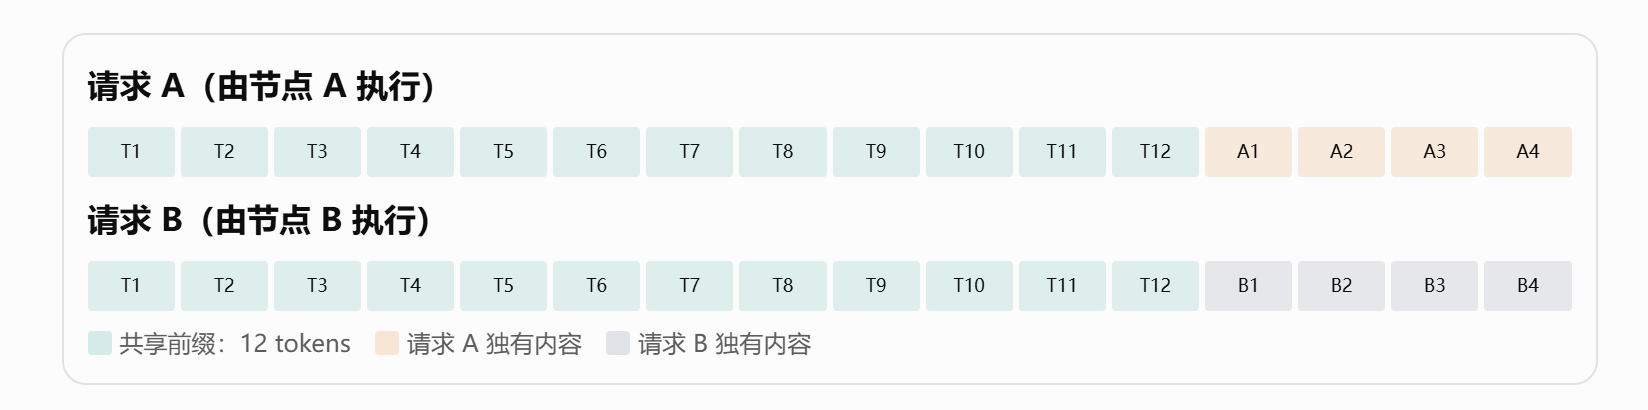 请求 A（由节点 A 执行）
T1 T2 T3 T4 T5 T6 T7 T8 T9 T10 T11 T12 A1 A2 A3 A4
请求 B（由节点 B 执行）
T1 T2 T3 T4 T5 T6 T7 T8 T9 T10 T11 T12 B1 B2 B3 B4
共享前缀：12 tokens 请求 A 独有内容 请求 B 独有内容